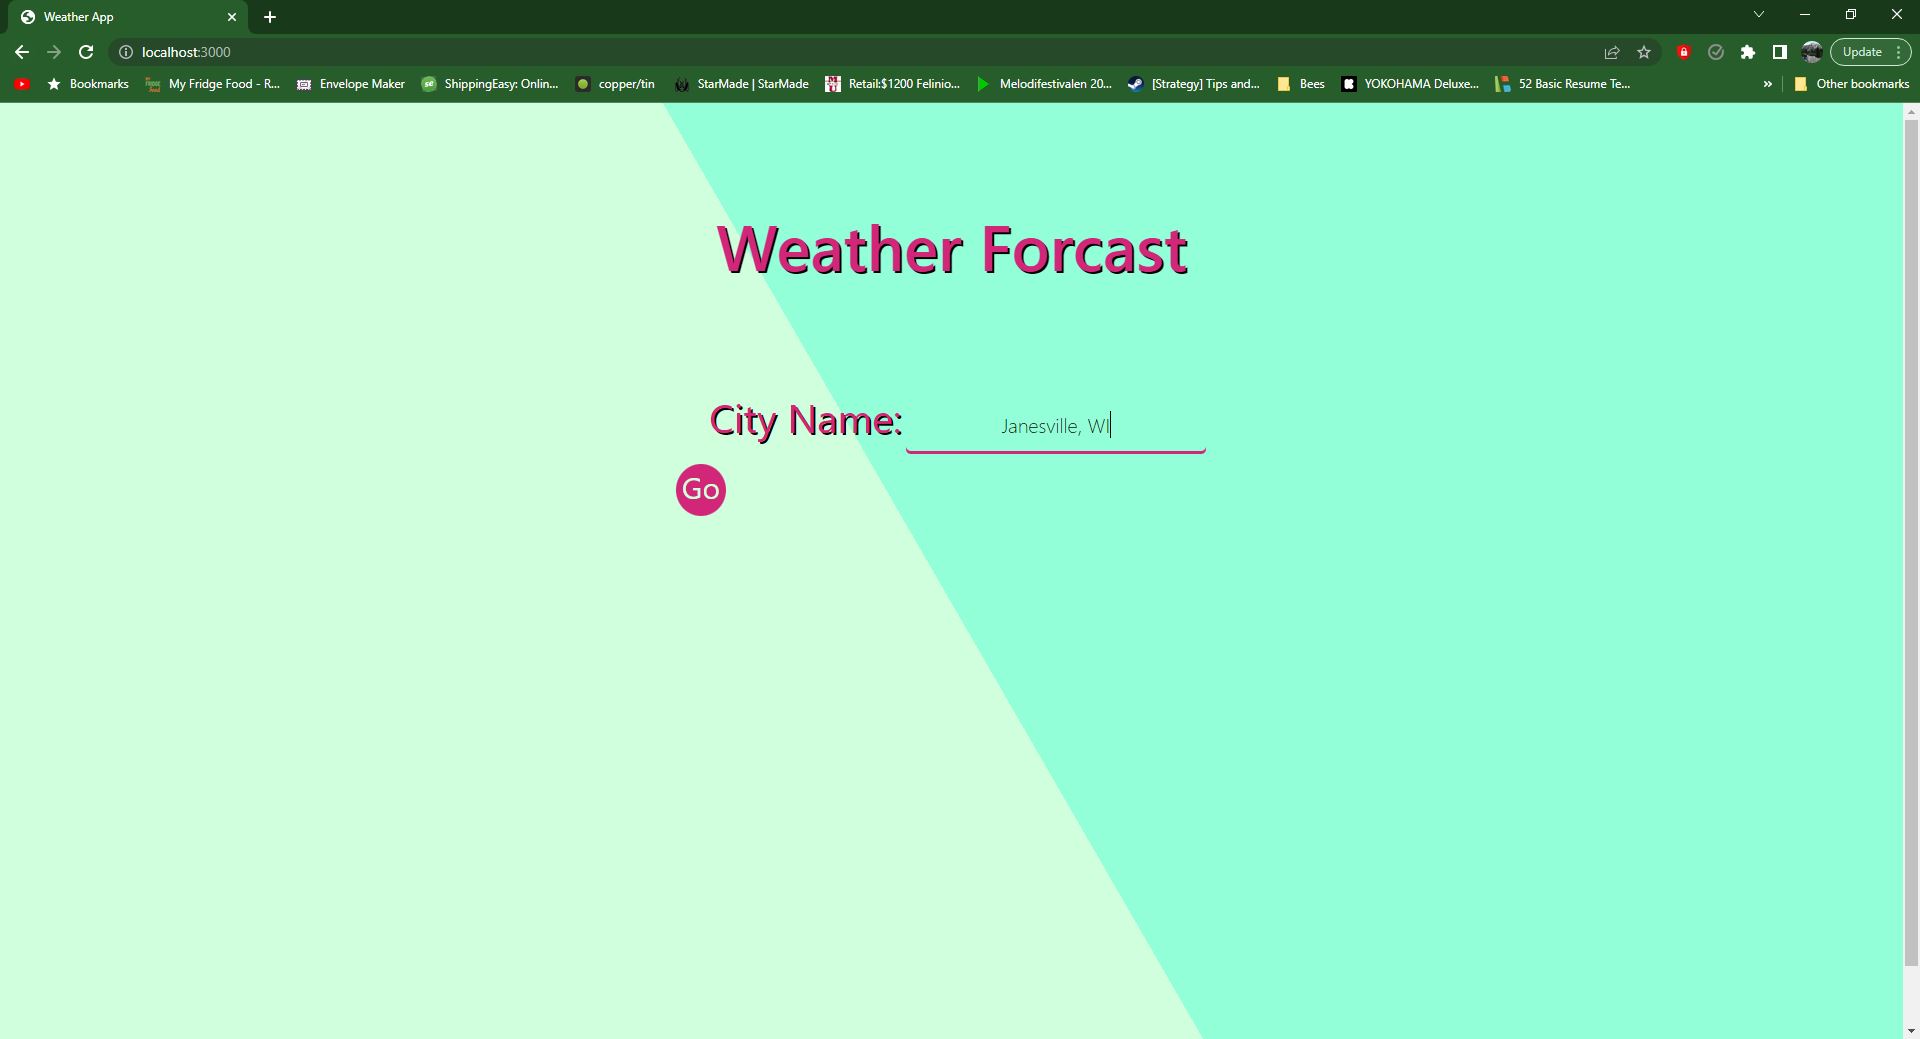 Weather App
localhost:3000
Update
Bookmarks My Fridge Food - R... Envelope Maker ShippingEasy: Onlin... copper/tin StarMade | StarMade Retail:$1200 Felinio... Melodifestivalen 20... [Strategy] Tips and... Bees YOKOHAMA Deluxe... 52 Basic Resume Te... » Other bookmarks
Weather Forcast
City Name: Janesville, WI
Go